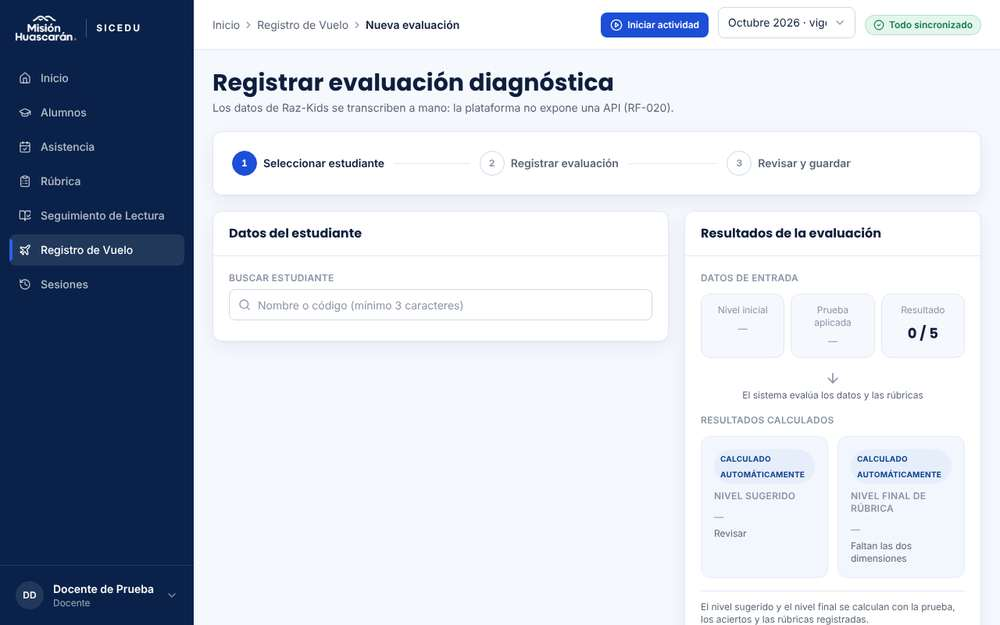 Misión
Huascarán.
SICEDU
Inicio
Alumnos
Asistencia
Rúbrica
Seguimiento de Lectura
Registro de Vuelo
Sesiones
DD
Docente de Prueba
Docente
Inicio > Registro de Vuelo > Nueva evaluación
Iniciar actividad
Octubre 2026 · vig
Todo sincronizado
Registrar evaluación diagnóstica
Los datos de Raz-Kids se transcriben a mano: la plataforma no expone una API (RF-020).
1 Seleccionar estudiante
2 Registrar evaluación
3 Revisar y guardar
Datos del estudiante
BUSCAR ESTUDIANTE
Nombre o código (mínimo 3 caracteres)
Resultados de la evaluación
DATOS DE ENTRADA
Nivel inicial
—
Prueba
aplicada
—
Resultado
0 / 5
El sistema evalúa los datos y las rúbricas
RESULTADOS CALCULADOS
CALCULADO
AUTOMÁTICAMENTE
NIVEL SUGERIDO
—
Revisar
CALCULADO
AUTOMÁTICAMENTE
NIVEL FINAL DE
RÚBRICA
—
Faltan las dos
dimensiones
El nivel sugerido y el nivel final se calculan con la prueba,
los aciertos y las rúbricas registradas.